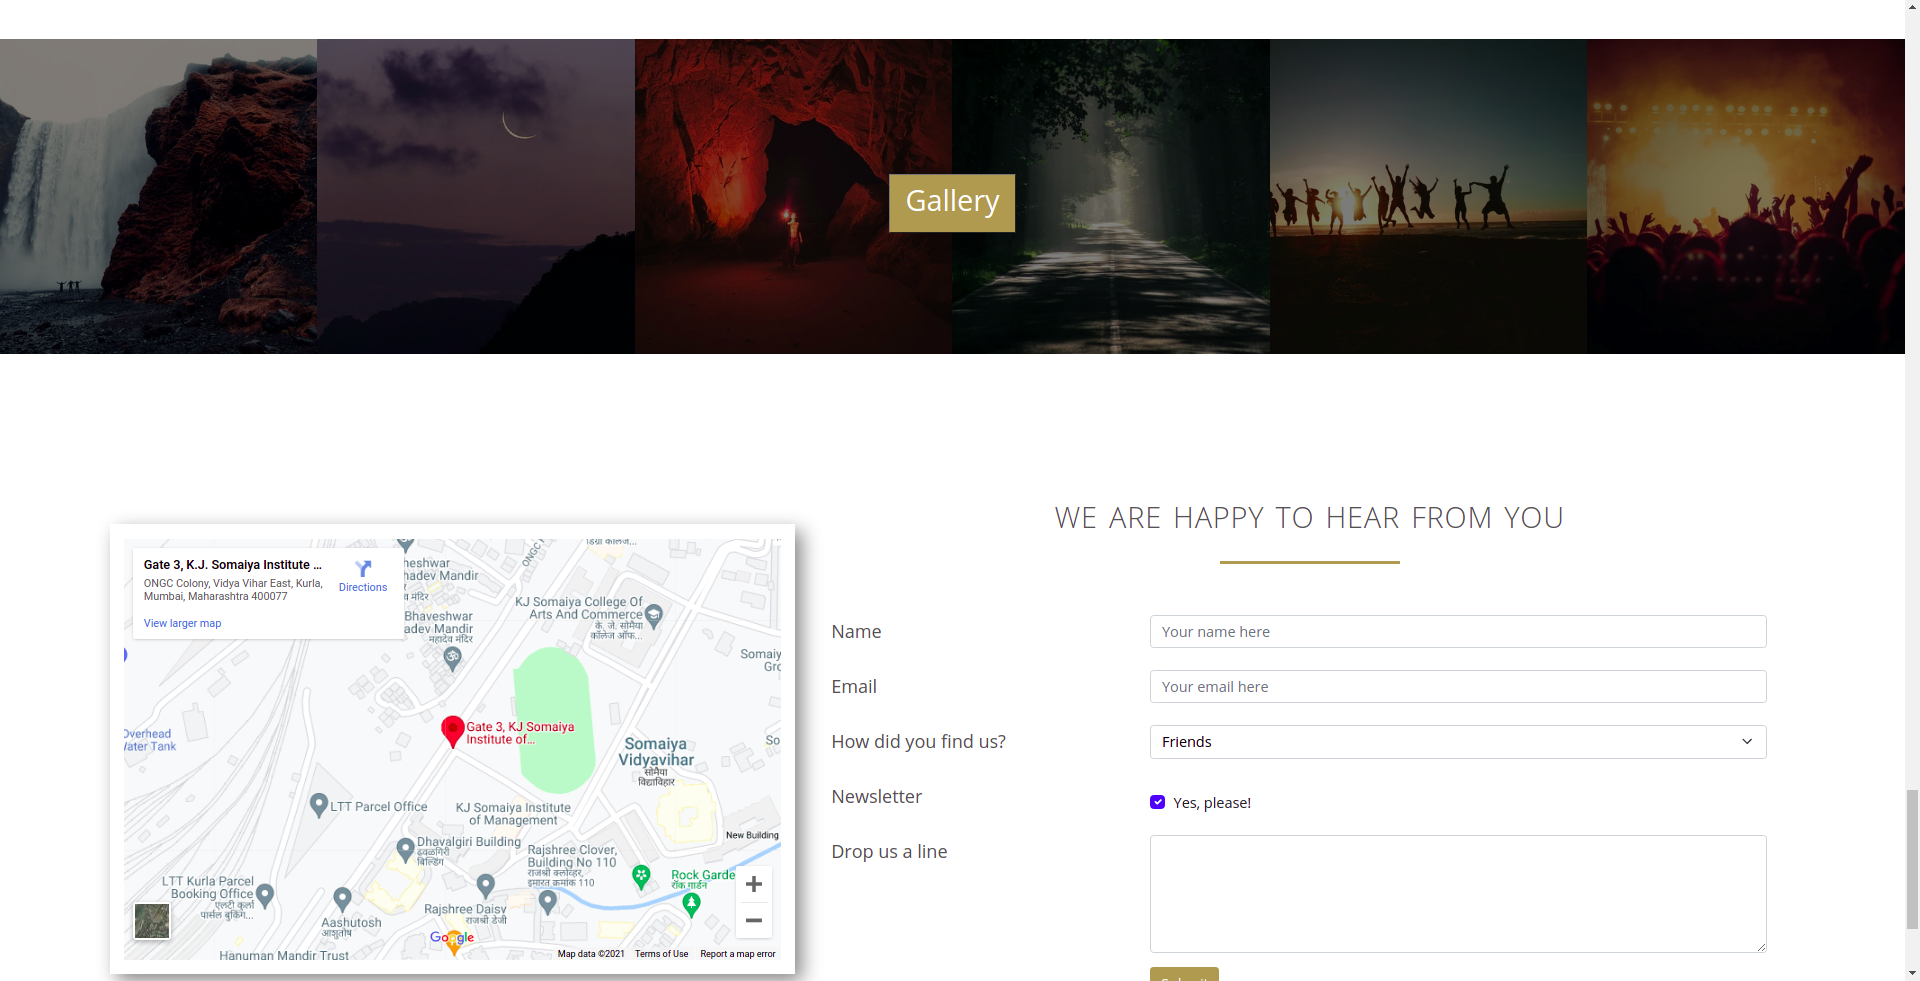 Gallery
WE ARE HAPPY TO HEAR FROM YOU
Gate 3, K.J. Somaiya Institute ...
ONGC Colony, Vidya Vihar East, Kurla,
Mumbai, Maharashtra 400077
Directions
View larger map
ONGC
heshwar
hadev Mandir
Bhaveshwar
adev Mandir
महादेव मंदिर
KJ Somaiya College Of
Arts And Commerce
के. जे. सोमैया
कॉलेज ऑफ...
Somaiy
Gro
Gate 3, KJ Somaiya
Institute of...
Overhead
Water Tank
Somaiya
Vidyavihar
सोमैया
विद्याविहार
So
LTT Parcel Office
KJ Somaiya Institute
of Management
New Building
Dhavalgiri Building
ढवळगिरी
बिल्डिंग
Rajshree Clover,
Building No 110
राजश्री क्लोव्हर,
इमारत क्रमांक 110
Rock Garde
रॉक गार्डन
LTT Kurla Parcel
Booking Office
एलटी कुर्ला
पार्सल बुकिंग...
Rajshree Daisy
राजश्री डेजी
Aashutosh
आशुतोष
Hanuman Mandir Trust
Google
Map data ©2021
Terms of Use
Report a map error
Name
Your name here
Email
Your email here
How did you find us?
Friends
Newsletter
Yes, please!
Drop us a line